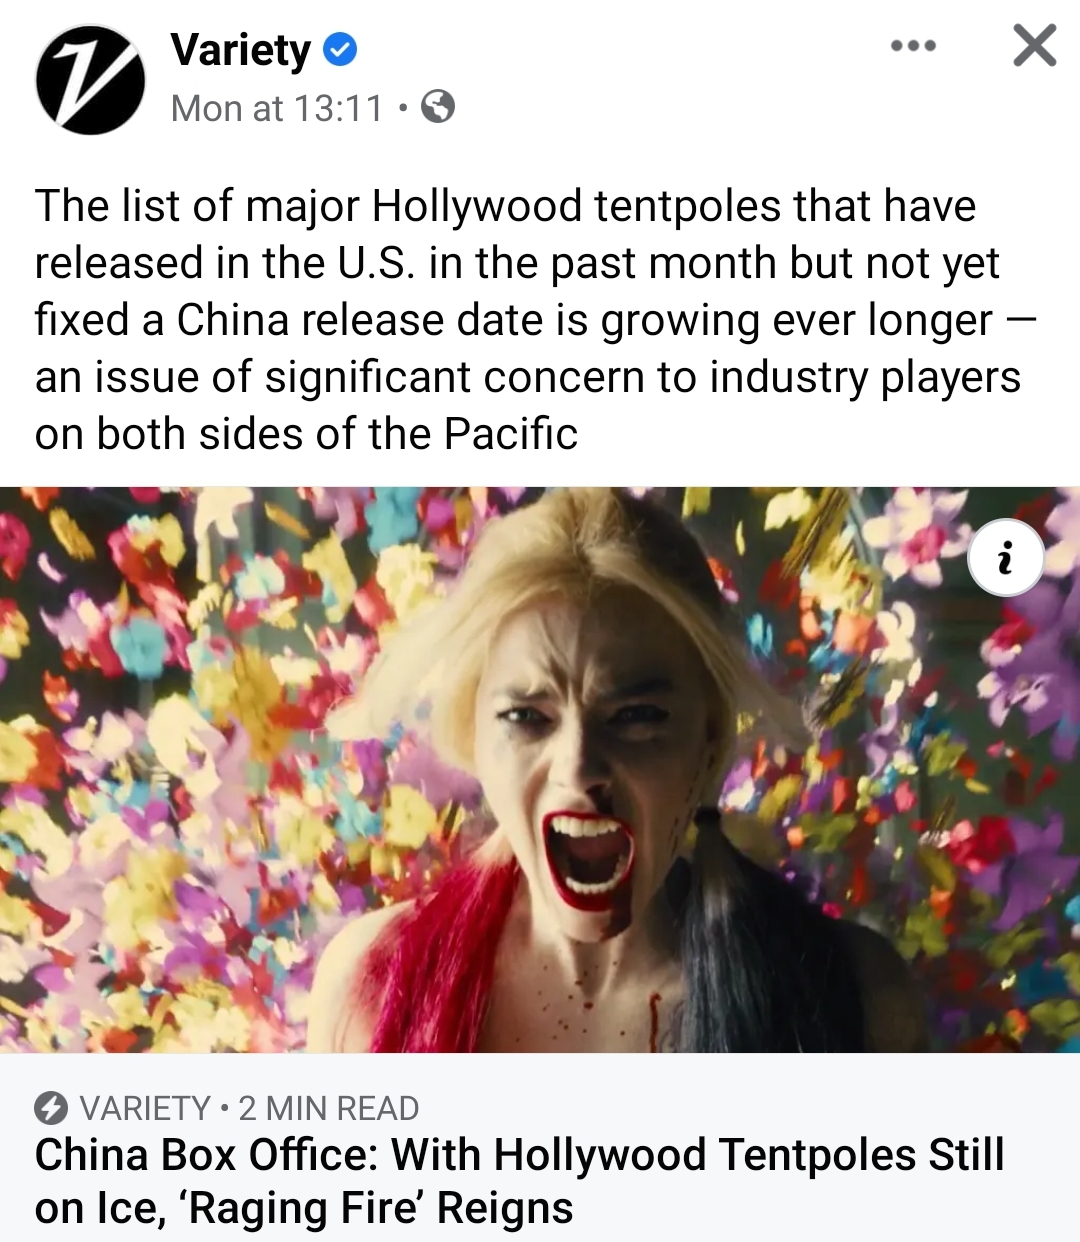 Variety
Mon at 13:11 •
The list of major Hollywood tentpoles that have
released in the U.S. in the past month but not yet
fixed a China release date is growing ever longer —
an issue of significant concern to industry players
on both sides of the Pacific
i
VARIETY • 2 MIN READ
China Box Office: With Hollywood Tentpoles Still
on Ice, ‘Raging Fire’ Reigns